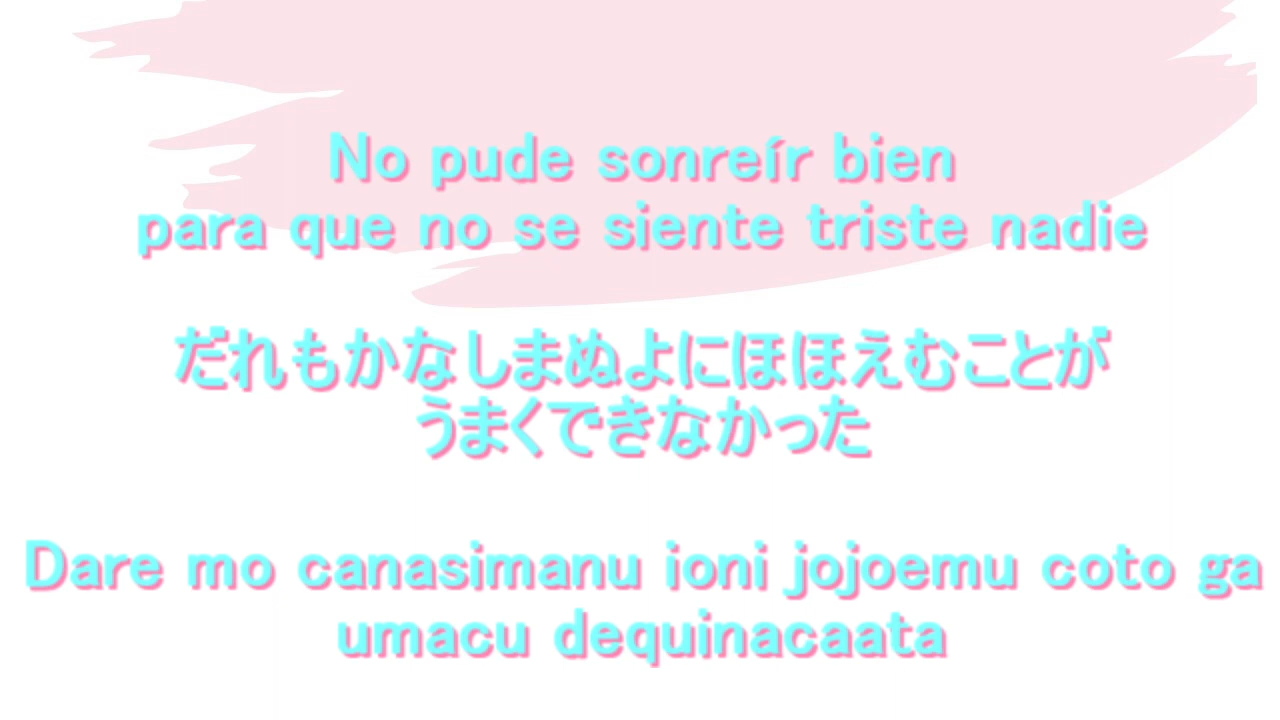 No pude sonreír bien
para que no se siente triste nadie
だれもかなしまぬよにほほえむことが
うまくできなかった
Dare mo canasimanu ioni jojoemu coto ga
umacu dequinacaata